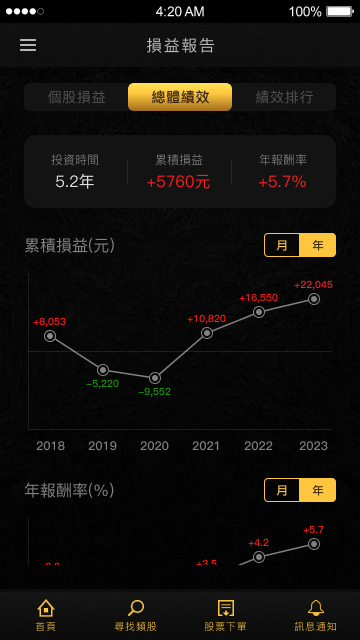 4:20 AM 100%
損益報告
個股損益 總體績效 績效排行
投資時間 累積損益 年報酬率
5.2年 +5760元 +5.7%
累積損益(元) 月 年
+22,045
+16,550
+10,820
+8,053
−5,220
−9,552
2018 2019 2020 2021 2022 2023
年報酬率(%) 月 年
+5.7
+4.2
+3.5
首頁 尋找類股 股票下單 訊息通知